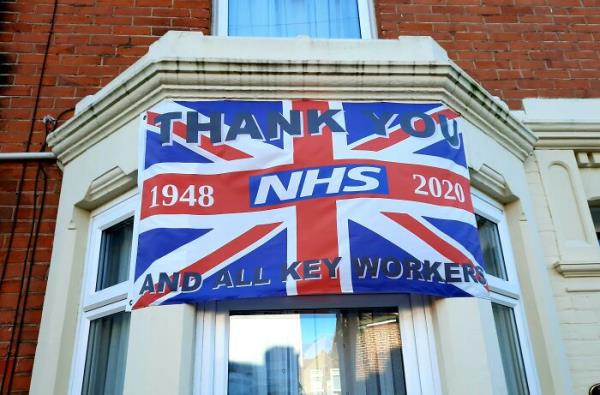 THANK YOU
1948 NHS 2020
AND ALL KEY WORKERS